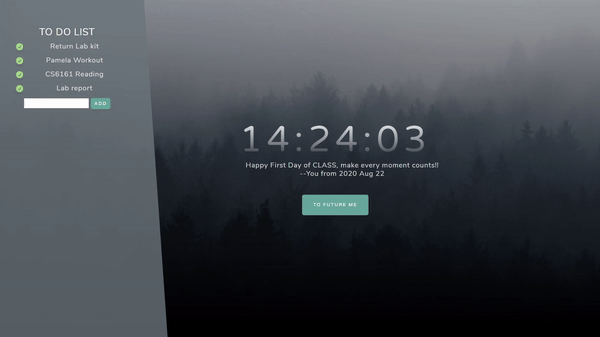 TO DO LIST
Return Lab kit
Pamela Workout
CS6161 Reading
Lab report
ADD
14:24:03
Happy First Day of CLASS, make every moment counts!!
--You from 2020 Aug 22
TO FUTURE ME